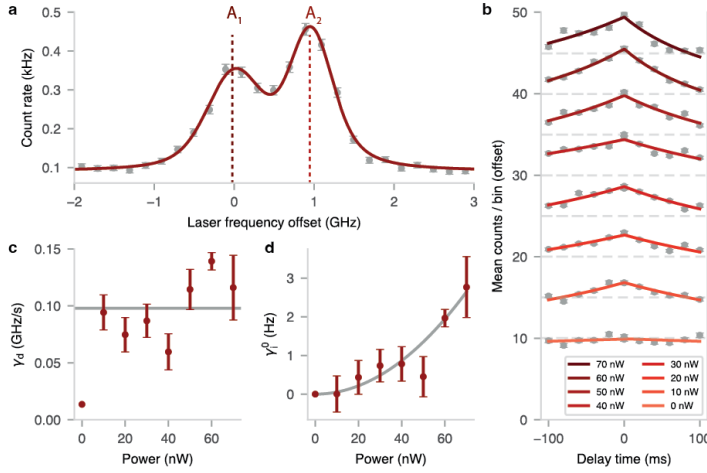 a
A1
A2
0.5
0.4
0.3
0.2
0.1
Count rate (kHz)
−2
−1
0
1
2
3
Laser frequency offset (GHz)
b
50
40
30
20
10
0
Mean counts / bin (offset)
70 nW
60 nW
50 nW
40 nW
30 nW
20 nW
10 nW
0 nW
−100
−50
0
50
100
Delay time (ms)
c
0.15
0.10
0.05
0.00
γd (GHz/s)
0
20
40
60
Power (nW)
d
3
2
1
0
γi0 (Hz)
0
20
40
60
Power (nW)